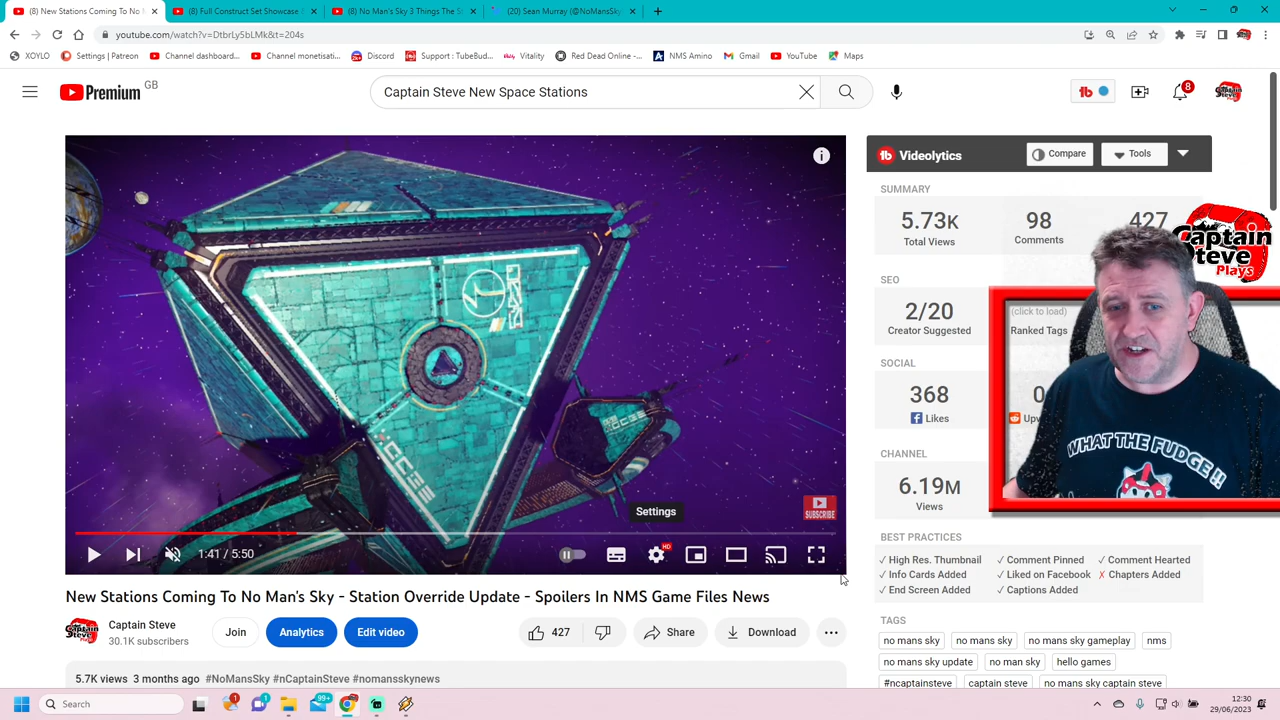 (8) New Stations Coming To No M
(8) Full Construct Set Showcase
(8) No Man's Sky 3 Things The S
(20) Sean Murray (@NoMansSky
youtube.com/watch?v=DtbrLy5bLMk&t=204s
XOYLO
Settings | Patreon
Channel dashboard...
Channel monetisati...
Discord
Support : TubeBud...
Vitality
Red Dead Online -...
NMS Amino
Gmail
YouTube
Maps
Premium GB
Captain Steve New Space Stations
8
Videolytics
Compare
Tools
SUMMARY
5.73K
98
427
Total Views
Comments
Captain Steve Plays
SEO
2/20
(click to load)
Creator Suggested
Ranked Tags
SOCIAL
368
0
Likes
Upv
WHAT THE FUDGE !!
CHANNEL
6.19M
Views
Settings
SUBSCRIBE
HD
1:41 / 5:50
BEST PRACTICES
✓ High Res. Thumbnail
✓ Comment Pinned
✓ Comment Hearted
✓ Info Cards Added
✓ Liked on Facebook
✗ Chapters Added
✓ End Screen Added
✓ Captions Added
New Stations Coming To No Man's Sky - Station Override Update - Spoilers In NMS Game Files News
Captain Steve
30.1K subscribers
Join
Analytics
Edit video
427
Share
Download
TAGS
no mans sky
no mans sky
no mans sky gameplay
nms
no mans sky update
no man sky
hello games
#ncaptainsteve
captain steve
no mans sky captain steve
5.7K views 3 months ago #NoMansSky #nCaptainSteve #nomansskynews
Search
1
1
99+
12:30
29/06/2023